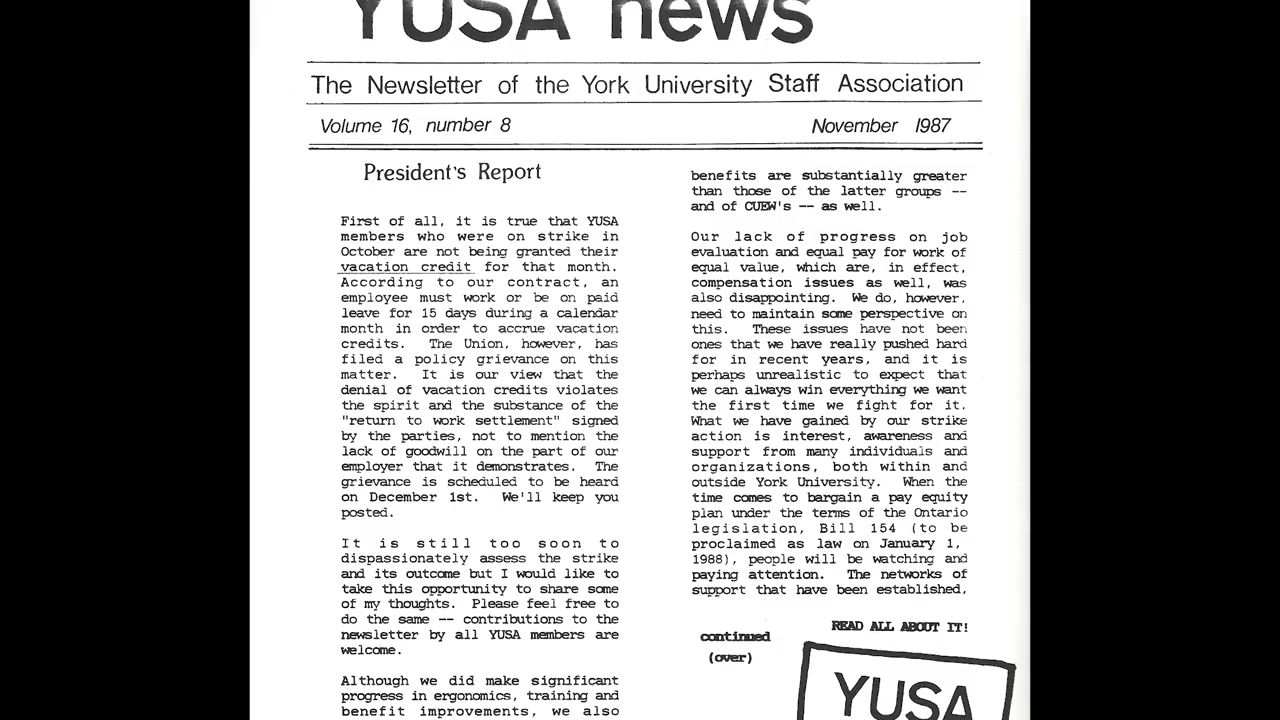 YUSA news
The Newsletter of the York University Staff Association
Volume 16, number 8
November 1987
President's Report
First of all, it is true that YUSA
members who were on strike in
October are not being granted their
vacation credit for that month.
According to our contract, an
employee must work or be on paid
leave for 15 days during a calendar
month in order to accrue vacation
credits. The Union, however, has
filed a policy grievance on this
matter. It is our view that the
denial of vacation credits violates
the spirit and the substance of the
"return to work settlement" signed
by the parties, not to mention the
lack of goodwill on the part of our
employer that it demonstrates. The
grievance is scheduled to be heard
on December 1st. We'll keep you
posted.
It is still too soon to
dispassionately assess the strike
and its outcome but I would like to
take this opportunity to share some
of my thoughts. Please feel free to
do the same -- contributions to the
newsletter by all YUSA members are
welcome.
Although we did make significant
progress in ergonomics, training and
benefit improvements, we also
benefits are substantially greater
than those of the latter groups --
and of CUEW's -- as well.
Our lack of progress on job
evaluation and equal pay for work of
equal value, which are, in effect,
compensation issues as well, was
also disappointing. We do, however,
need to maintain some perspective on
this. These issues have not been
ones that we have really pushed hard
for in recent years, and it is
perhaps unrealistic to expect that
we can always win everything we want
the first time we fight for it.
What we have gained by our strike
action is interest, awareness and
support from many individuals and
organizations, both within and
outside York University. When the
time comes to bargain a pay equity
plan under the terms of the Ontario
legislation, Bill 154 (to be
proclaimed as law on January 1,
1988), people will be watching and
paying attention. The networks of
support that have been established,
continued
(over)
READ ALL ABOUT IT!
YUSA